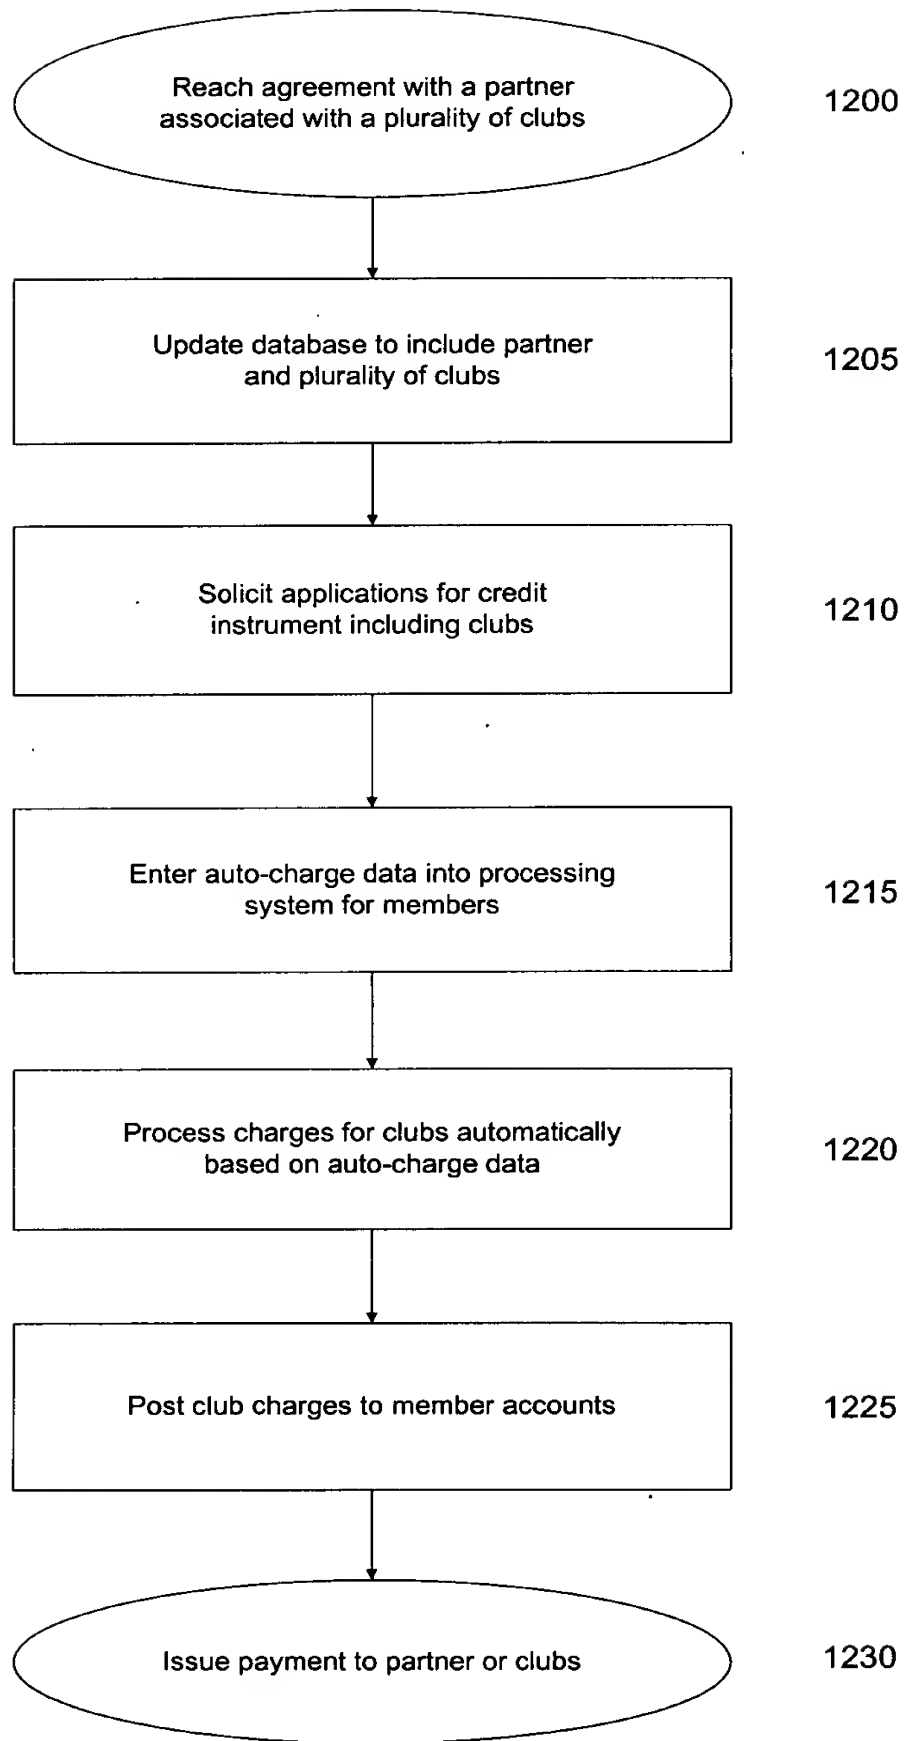 Reach agreement with a partner
associated with a plurality of clubs
1200
Update database to include partner
and plurality of clubs
1205
Solicit applications for credit
instrument including clubs
1210
Enter auto-charge data into processing
system for members
1215
Process charges for clubs automatically
based on auto-charge data
1220
Post club charges to member accounts
1225
Issue payment to partner or clubs
1230